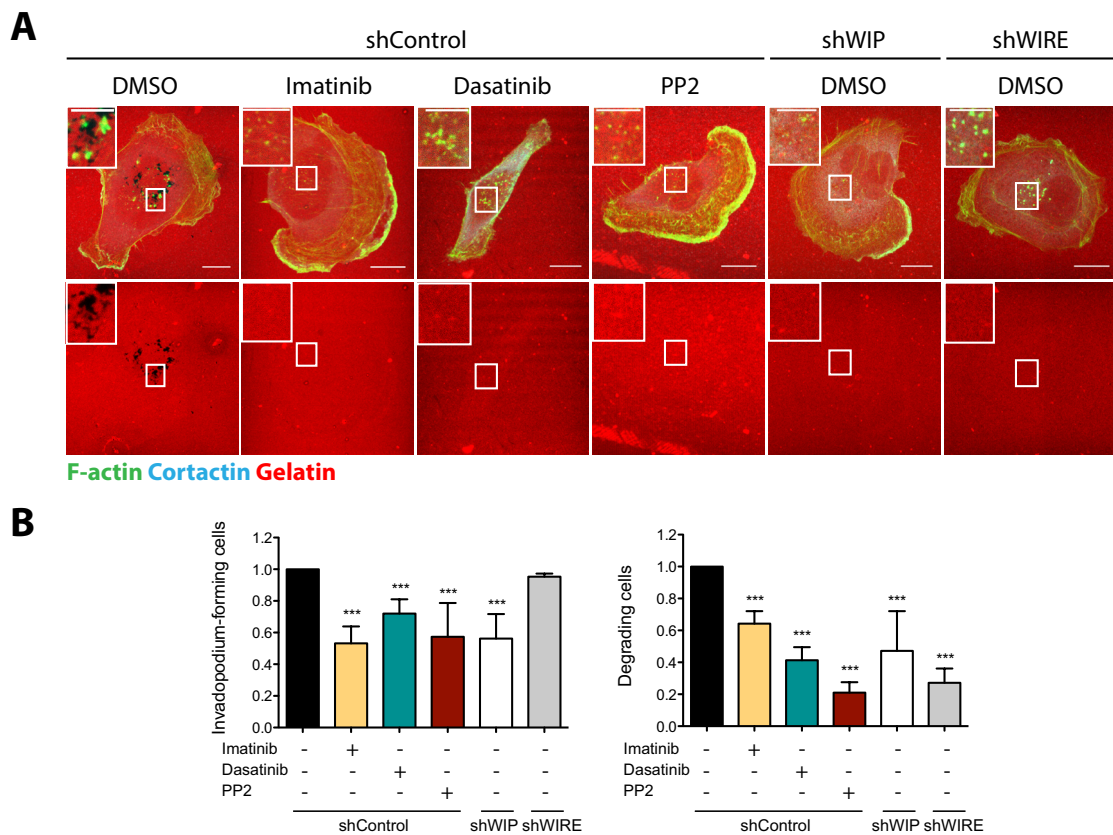 A
shControl shWIP shWIRE
DMSO Imatinib Dasatinib PP2 DMSO DMSO
F-actin Cortactin Gelatin
B
Invadopodium-forming cells
1.2
1.0
0.8
0.6
0.4
0.2
0.0
*** *** *** ***
Imatinib - + - - - -
Dasatinib - - + - - -
PP2 - - - + - -
shControl shWIP shWIRE
Degrading cells
1.2
1.0
0.8
0.6
0.4
0.2
0.0
*** *** *** *** ***
Imatinib - + - - - -
Dasatinib - - + - - -
PP2 - - - + - -
shControl shWIP shWIRE